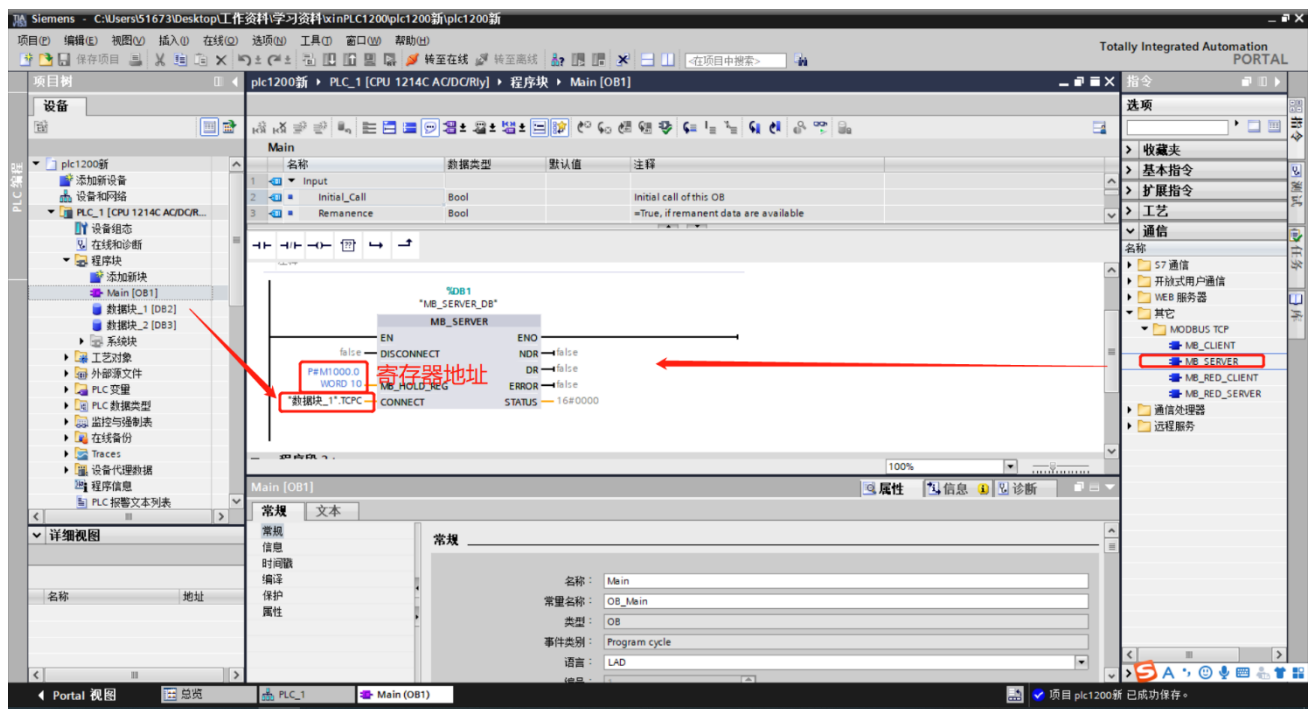 Siemens - C:\Users\51673\Desktop\工作资料\学习资料\xinPLC1200\plc1200新\plc1200新
项目(P) 编辑(E) 视图(V) 插入(I) 在线(O) 选项(N) 工具(T) 窗口(W) 帮助(H)
Totally Integrated Automation
PORTAL
保存项目 转至在线 转至离线 <在项目中搜索>
项目树
plc1200新 PLC_1 [CPU 1214C AC/DC/Rly] 程序块 Main [OB1]
指令
设备
选项
PLC 编程
plc1200新
添加新设备
设备和网络
PLC_1 [CPU 1214C AC/DC/R...
设备组态
在线和诊断
程序块
添加新块
Main [OB1]
数据块_1 [DB2]
数据块_2 [DB3]
系统块
工艺对象
外部源文件
PLC 变量
PLC 数据类型
监控与强制表
在线备份
Traces
设备代理数据
程序信息
PLC 报警文本列表
详细视图
名称 地址
Main
名称 数据类型 默认值 注释
1 Input
2 Initial_Call Bool Initial call of this OB
3 Remanence Bool =True, if remanent data are available
%DB1
"MB_SERVER_DB"
MB_SERVER
EN ENO
false DISCONNECT NDR false
P#M1000.0 DR false
WORD 10 MB_HOLD_REG ERROR false
寄存器地址
"数据块_1".TCPC CONNECT STATUS 16#0000
100%
Main [OB1]
属性 信息 诊断
常规 文本
常规
信息
时间戳
编译
保护
属性
常规
名称: Main
常量名称: OB_Main
类型: OB
事件类别: Program cycle
语言: LAD
收藏夹
基本指令
扩展指令
工艺
通信
名称
S7 通信
开放式用户通信
WEB 服务器
其它
MODBUS TCP
MB_CLIENT
MB_SERVER
MB_RED_CLIENT
MB_RED_SERVER
通信处理器
远程服务
指令
测试
任务
库
Portal 视图 总览 PLC_1 Main (OB1) 项目 plc1200新 已成功保存。